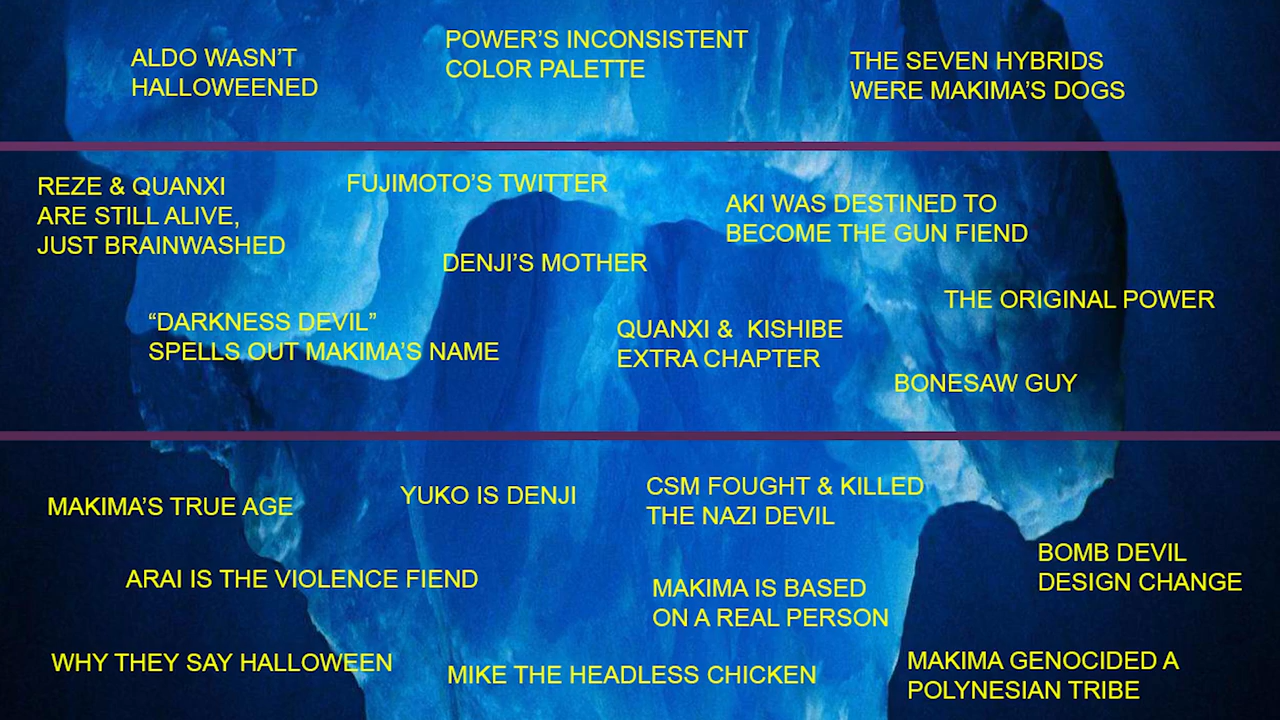 ALDO WASN'T
HALLOWEENED
POWER'S INCONSISTENT
COLOR PALETTE
THE SEVEN HYBRIDS
WERE MAKIMA'S DOGS
REZE & QUANXI
ARE STILL ALIVE,
JUST BRAINWASHED
FUJIMOTO'S TWITTER
AKI WAS DESTINED TO
BECOME THE GUN FIEND
DENJI'S MOTHER
THE ORIGINAL POWER
“DARKNESS DEVIL”
SPELLS OUT MAKIMA'S NAME
QUANXI & KISHIBE
EXTRA CHAPTER
BONESAW GUY
MAKIMA'S TRUE AGE
YUKO IS DENJI
CSM FOUGHT & KILLED
THE NAZI DEVIL
BOMB DEVIL
DESIGN CHANGE
ARAI IS THE VIOLENCE FIEND
MAKIMA IS BASED
ON A REAL PERSON
WHY THEY SAY HALLOWEEN
MIKE THE HEADLESS CHICKEN
MAKIMA GENOCIDED A
POLYNESIAN TRIBE